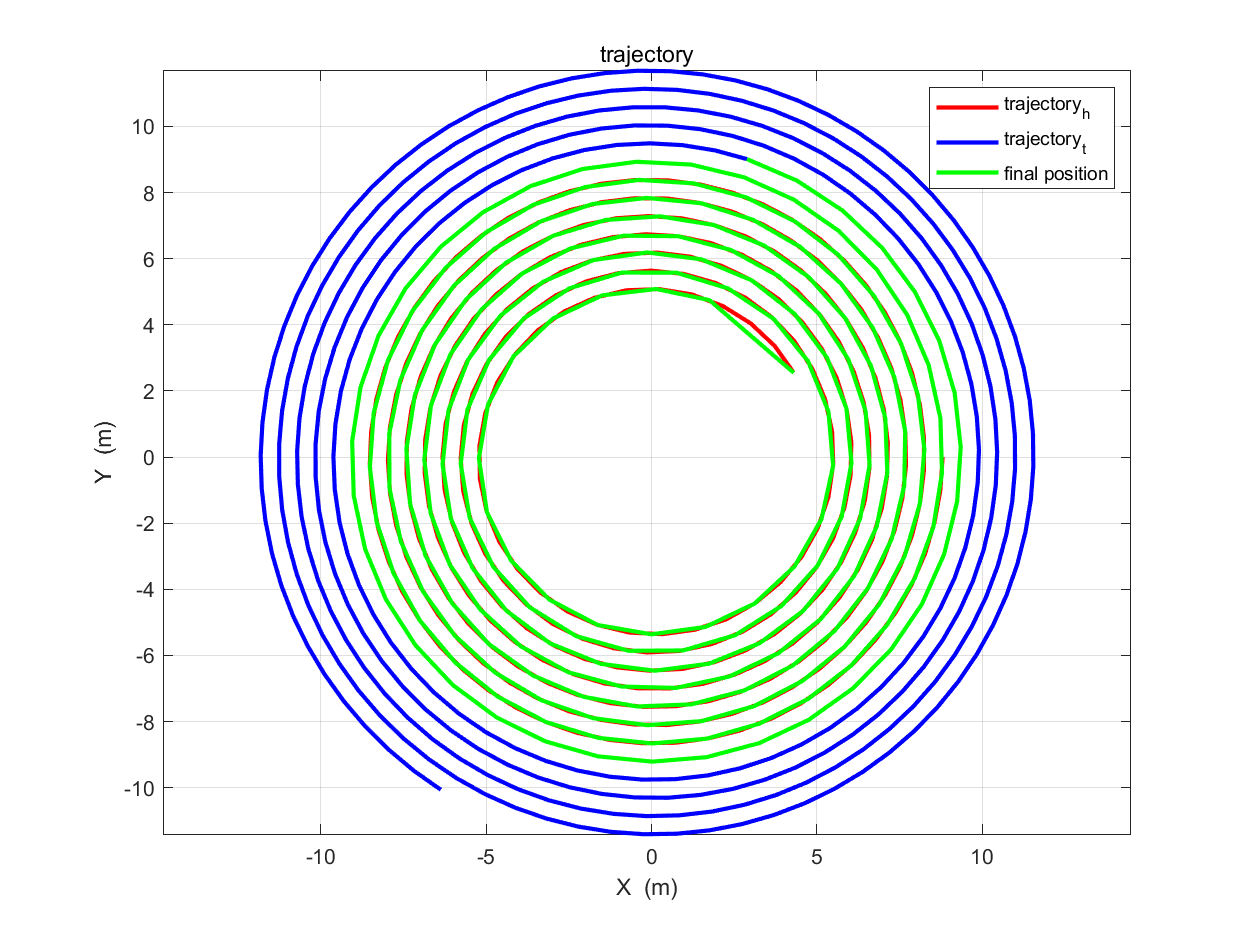 trajectory
trajectory_h
trajectory_t
final position
10
8
6
4
2
0
-2
-4
-6
-8
-10
Y (m)
-10 -5 0 5 10
X (m)